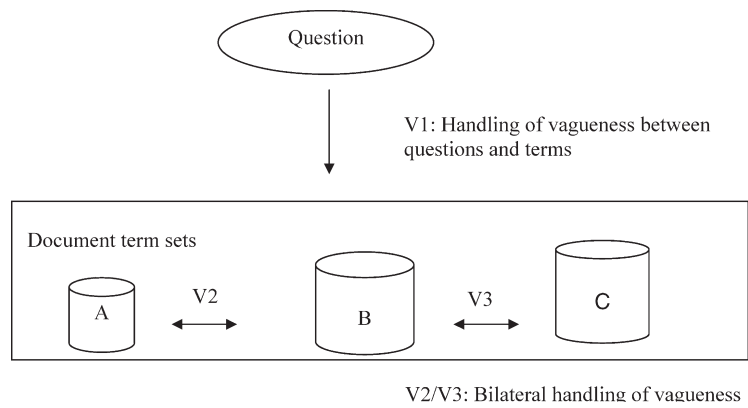 Question
V1: Handling of vagueness between
questions and terms
Document term sets
A
V2
B
V3
C
V2/V3: Bilateral handling of vagueness